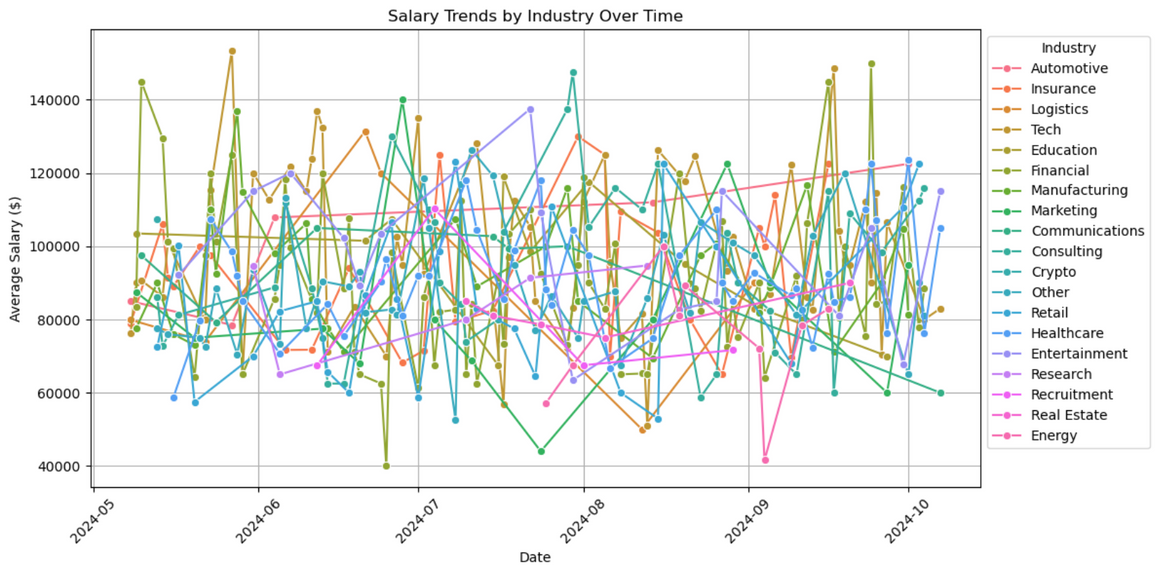 Salary Trends by Industry Over Time
Average Salary ($)
140000
120000
100000
80000
60000
40000
2024-05
2024-06
2024-07
2024-08
2024-09
2024-10
Date
Industry
Automotive
Insurance
Logistics
Tech
Education
Financial
Manufacturing
Marketing
Communications
Consulting
Crypto
Other
Retail
Healthcare
Entertainment
Research
Recruitment
Real Estate
Energy